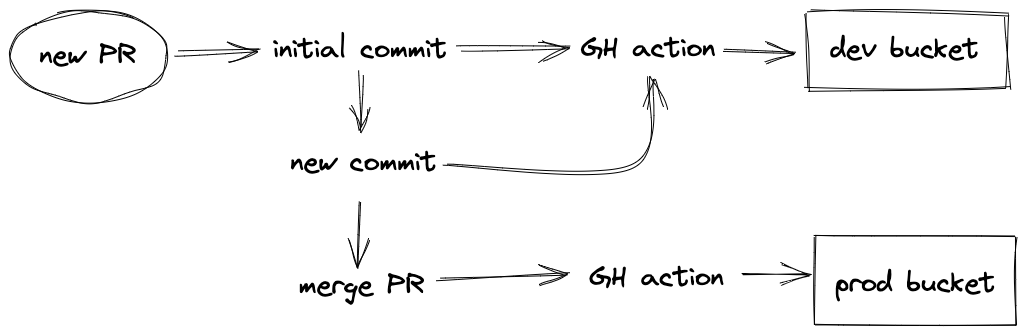 new PR
initial commit
GH action
dev bucket
new commit
merge PR
GH action
prod bucket